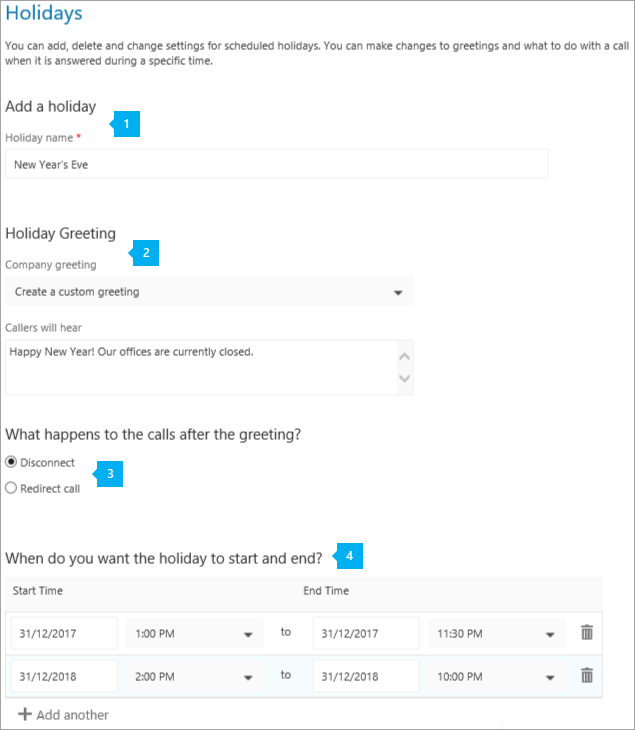 Holidays
You can add, delete and change settings for scheduled holidays. You can make changes to greetings and what to do with a call
when it is answered during a specific time.
Add a holiday
1
Holiday name *
New Year's Eve
Holiday Greeting
2
Company greeting
Create a custom greeting
Callers will hear
Happy New Year! Our offices are currently closed.
What happens to the calls after the greeting?
Disconnect
3
Redirect call
When do you want the holiday to start and end? 4
Start Time End Time
31/12/2017 1:00 PM to 31/12/2017 11:30 PM
31/12/2018 2:00 PM to 31/12/2018 10:00 PM
+ Add another